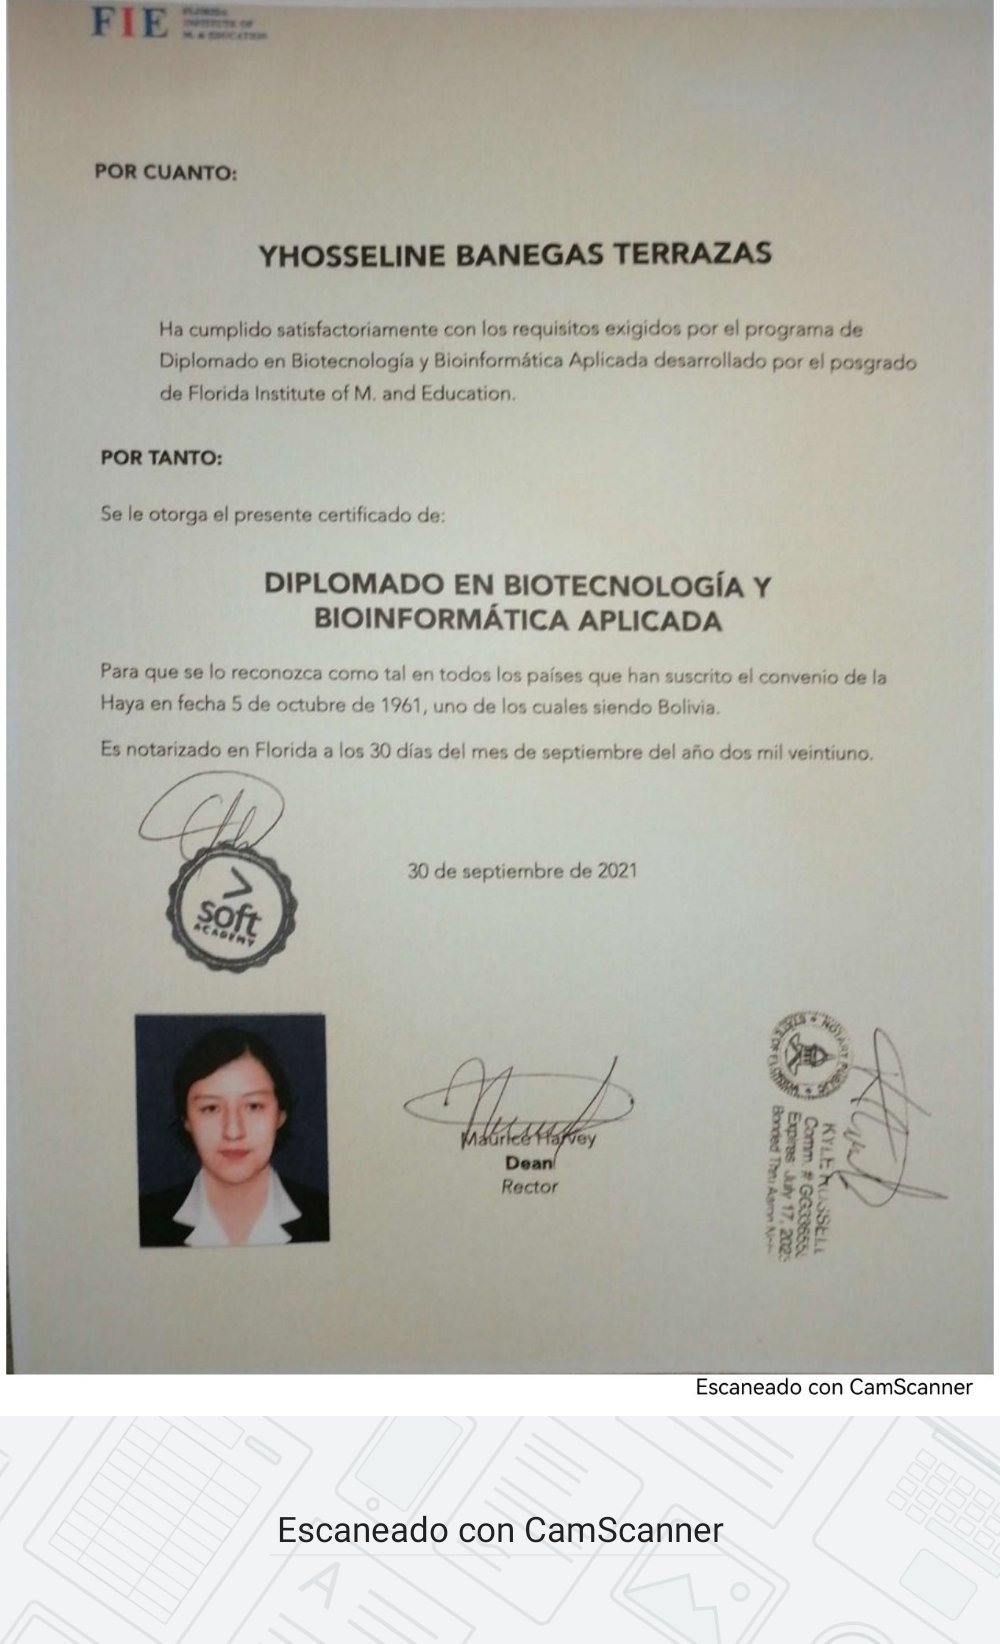 FIE
FLORIDA
INSTITUTE OF
M. & EDUCATION
POR CUANTO:
YHOSSELINE BANEGAS TERRAZAS
Ha cumplido satisfactoriamente con los requisitos exigidos por el programa de
Diplomado en Biotecnología y Bioinformática Aplicada desarrollado por el posgrado
de Florida Institute of M. and Education.
POR TANTO:
Se le otorga el presente certificado de:
DIPLOMADO EN BIOTECNOLOGÍA Y
BIOINFORMÁTICA APLICADA
Para que se lo reconozca como tal en todos los países que han suscrito el convenio de la
Haya en fecha 5 de octubre de 1961, uno de los cuales siendo Bolivia.
Es notarizado en Florida a los 30 días del mes de septiembre del año dos mil veintiuno.
30 de septiembre de 2021
soft
ACADEMY
Maurice Harvey
Dean
Rector
NOTARY PUBLIC
STATE OF FLORIDA
KYLE RUSSELL
Comm. #
Expires July 17,
Bonded Thru Aaron
Escaneado con CamScanner
Escaneado con CamScanner